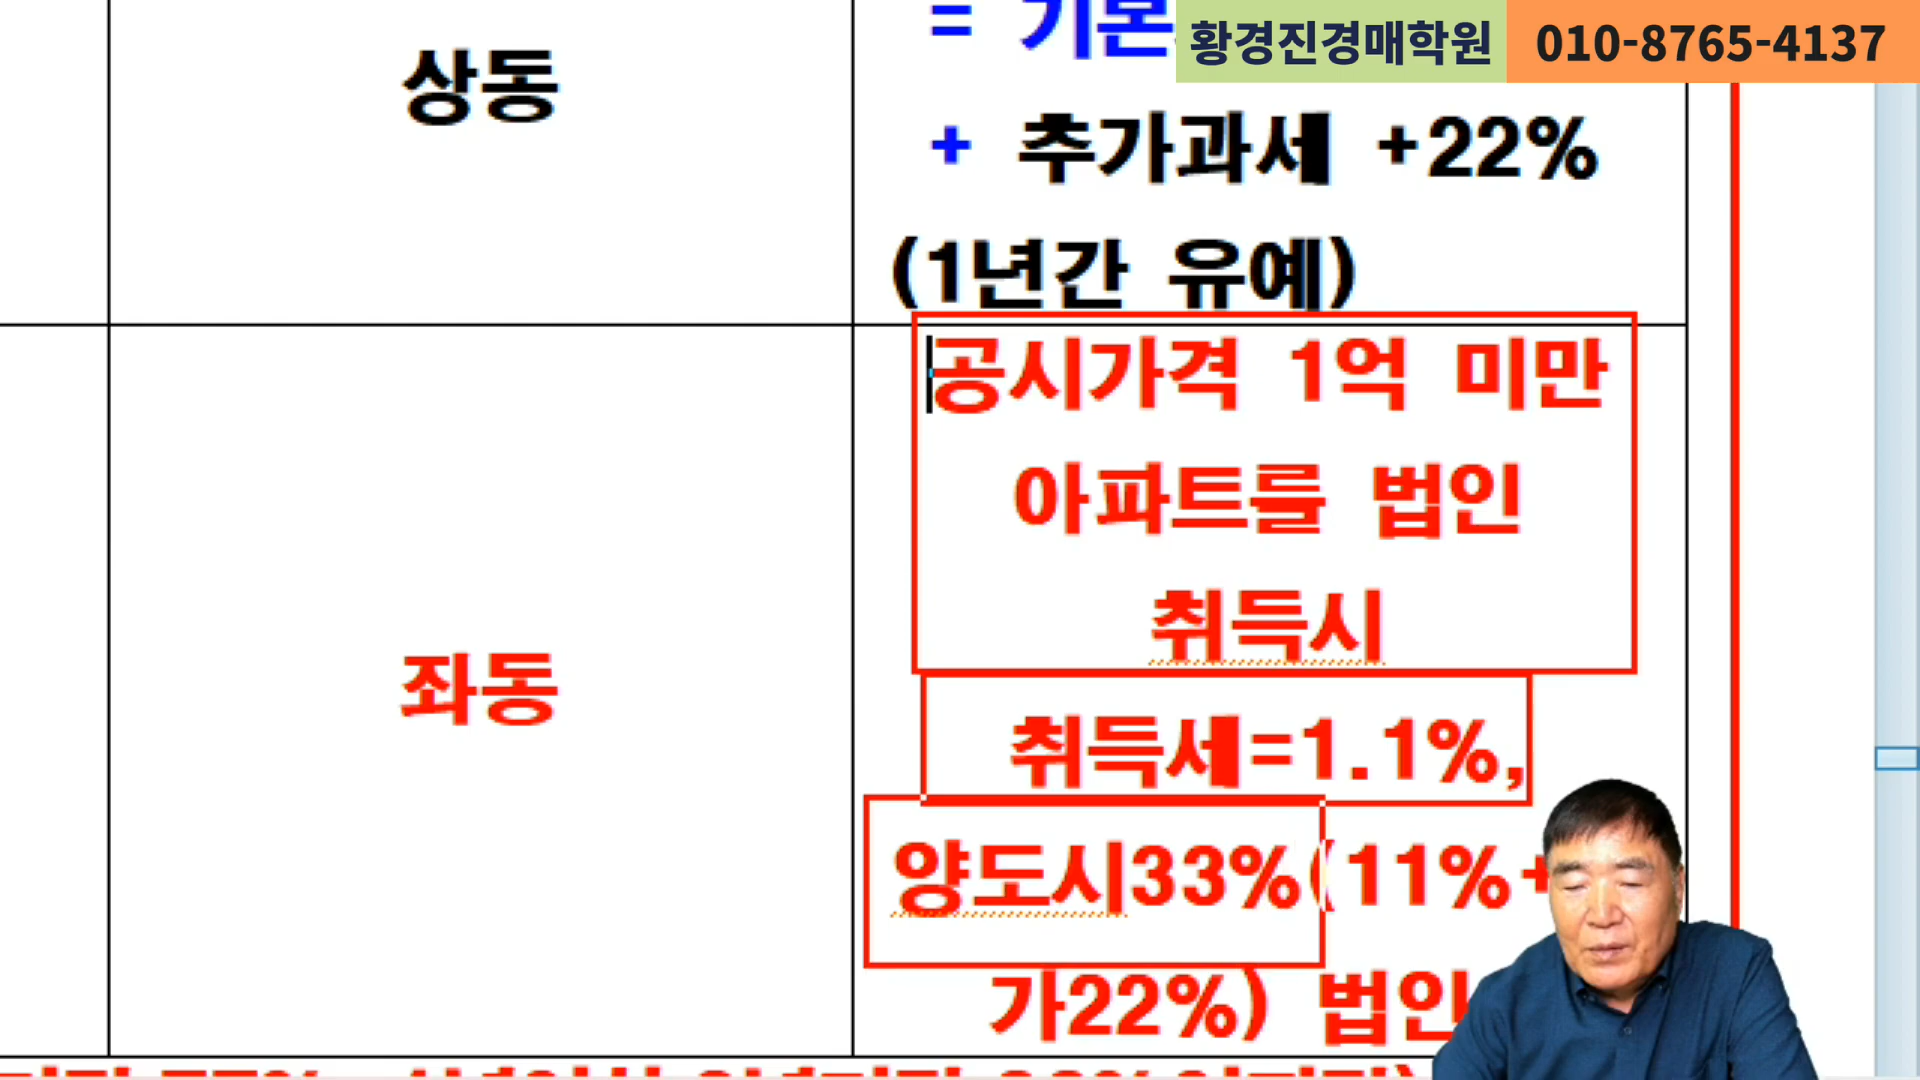 = 기본
황경진경매학원 010-8765-4137
상동
+ 추가과세 +22%
(1년간 유예)
공시가격 1억 미만
아파트를 법인
취득시
좌동
취득세=1.1%,
양도시33%(11%+
가22%) 법인